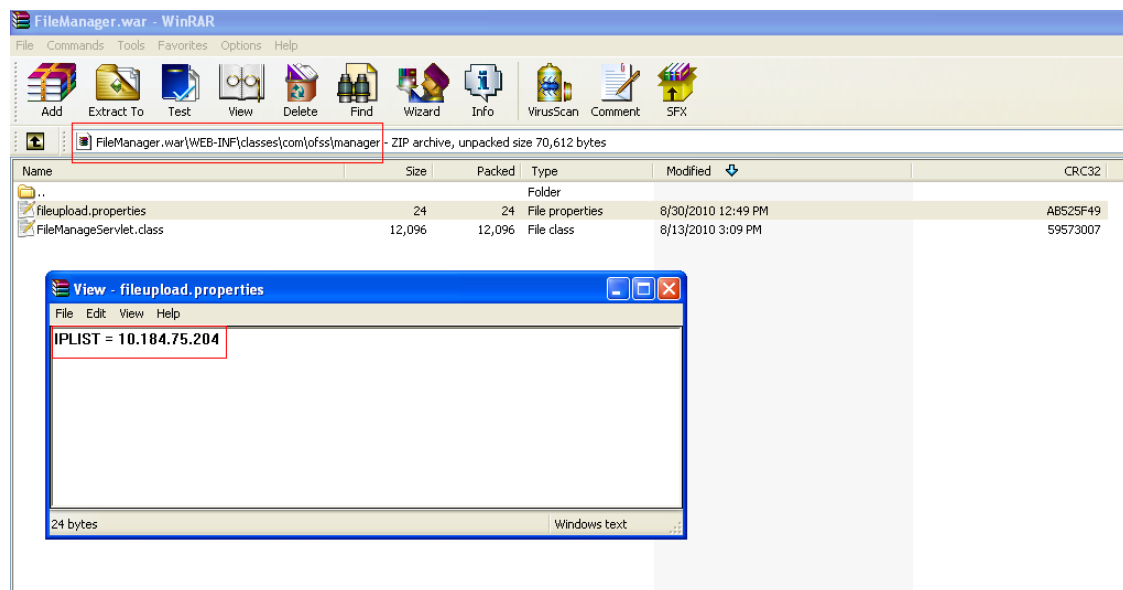 FileManager.war - WinRAR
File Commands Tools Favorites Options Help
Add Extract To Test View Delete Find Wizard Info VirusScan Comment SFX
FileManager.war\WEB-INF\classes\com\ofss\manager - ZIP archive, unpacked size 70,612 bytes
Name Size Packed Type Modified CRC32
.. Folder
fileupload.properties 24 24 File properties 8/30/2010 12:49 PM AB525F49
FileManageServlet.class 12,096 12,096 File class 8/13/2010 3:09 PM 59573007
View - fileupload.properties
File Edit View Help
IPLIST = 10.184.75.204
24 bytes Windows text